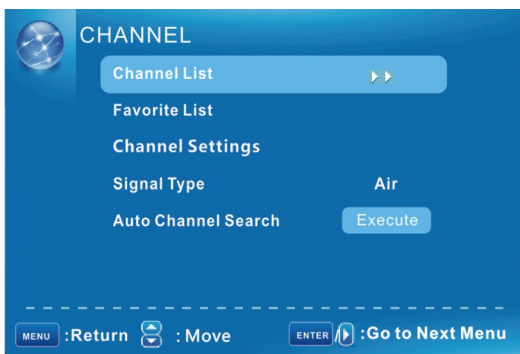 CHANNEL
Channel List
Favorite List
Channel Settings
Signal Type Air
Auto Channel Search Execute
MENU :Return : Move ENTER / :Go to Next Menu